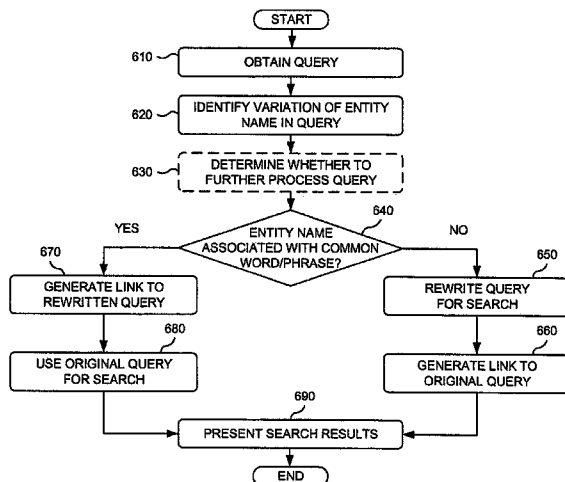 START
610
OBTAIN QUERY
620
IDENTIFY VARIATION OF ENTITY
NAME IN QUERY
630
DETERMINE WHETHER TO
FURTHER PROCESS QUERY
640
ENTITY NAME
ASSOCIATED WITH COMMON
WORD/PHRASE?
YES
NO
670
GENERATE LINK TO
REWRITTEN QUERY
650
REWRITE QUERY
FOR SEARCH
680
USE ORIGINAL QUERY
FOR SEARCH
660
GENERATE LINK TO
ORIGINAL QUERY
690
PRESENT SEARCH RESULTS
END